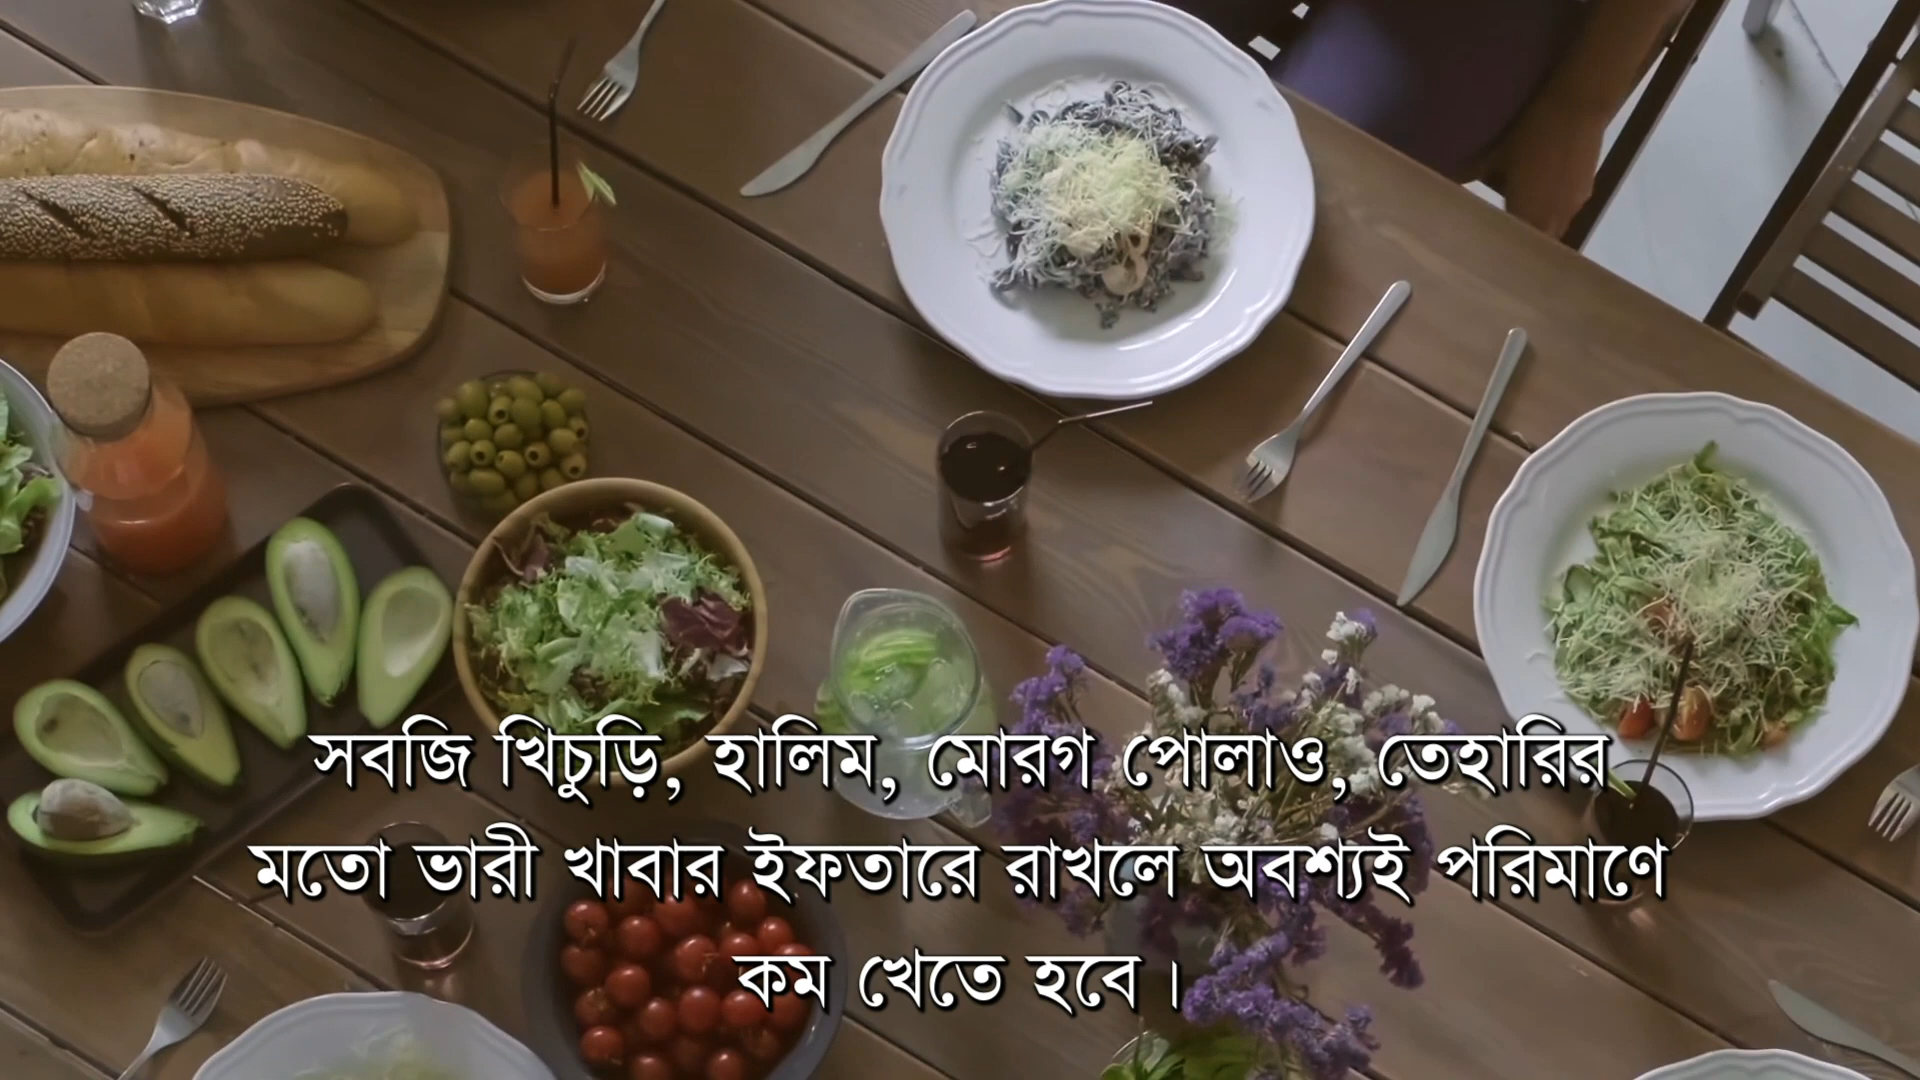 সবজি খিচুড়ি, হালিম, মোরগ পোলাও, তেহারির
মতো ভারী খাবার ইফতারে রাখলে অবশ্যই পরিমাণে
কম খেতে হবে।